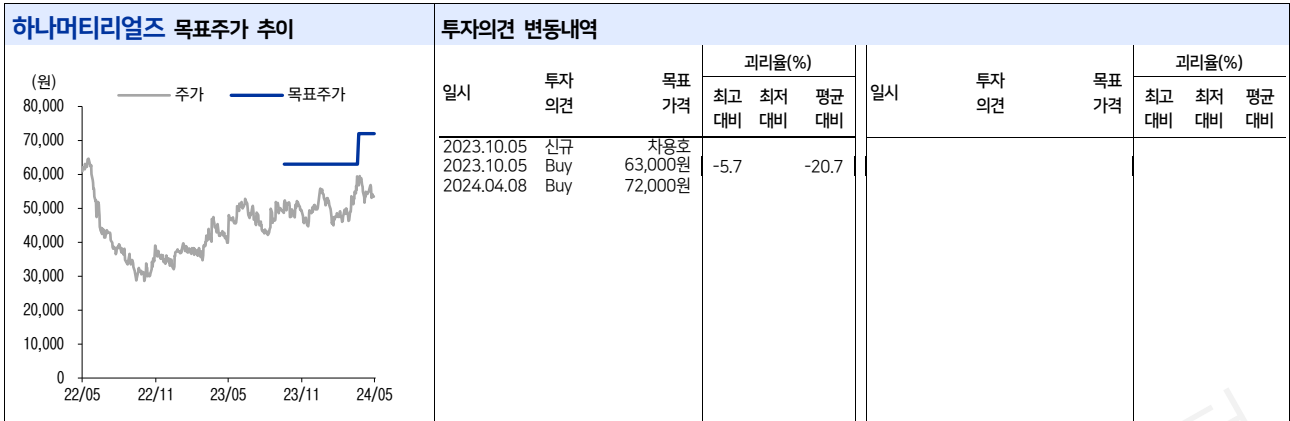 하나머티리얼즈 목표주가 추이
(원)
주가
목표주가
80,000
70,000
60,000
50,000
40,000
30,000
20,000
10,000
0
22/05 22/11 23/05 23/11 24/05
투자의견 변동내역
일시 투자의견 목표가격 괴리율(%)
최고대비 최저대비 평균대비
2023.10.05 신규 차용호
2023.10.05 Buy 63,000원 -5.7 -20.7
2024.04.08 Buy 72,000원
일시 투자의견 목표가격 괴리율(%)
최고대비 최저대비 평균대비